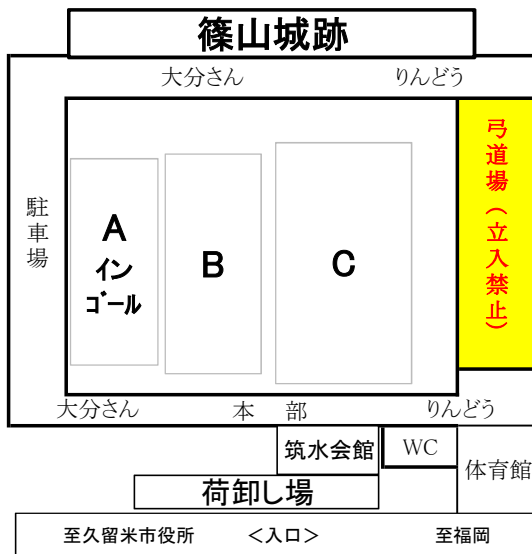 篠山城跡
大分さん りんどう
弓道場（立入禁止）
駐車場
A
イン
ゴール
B
C
大分さん 本 部 りんどう
筑水会館 WC 体育館
荷卸し場
至久留米市役所 ＜入口＞ 至福岡